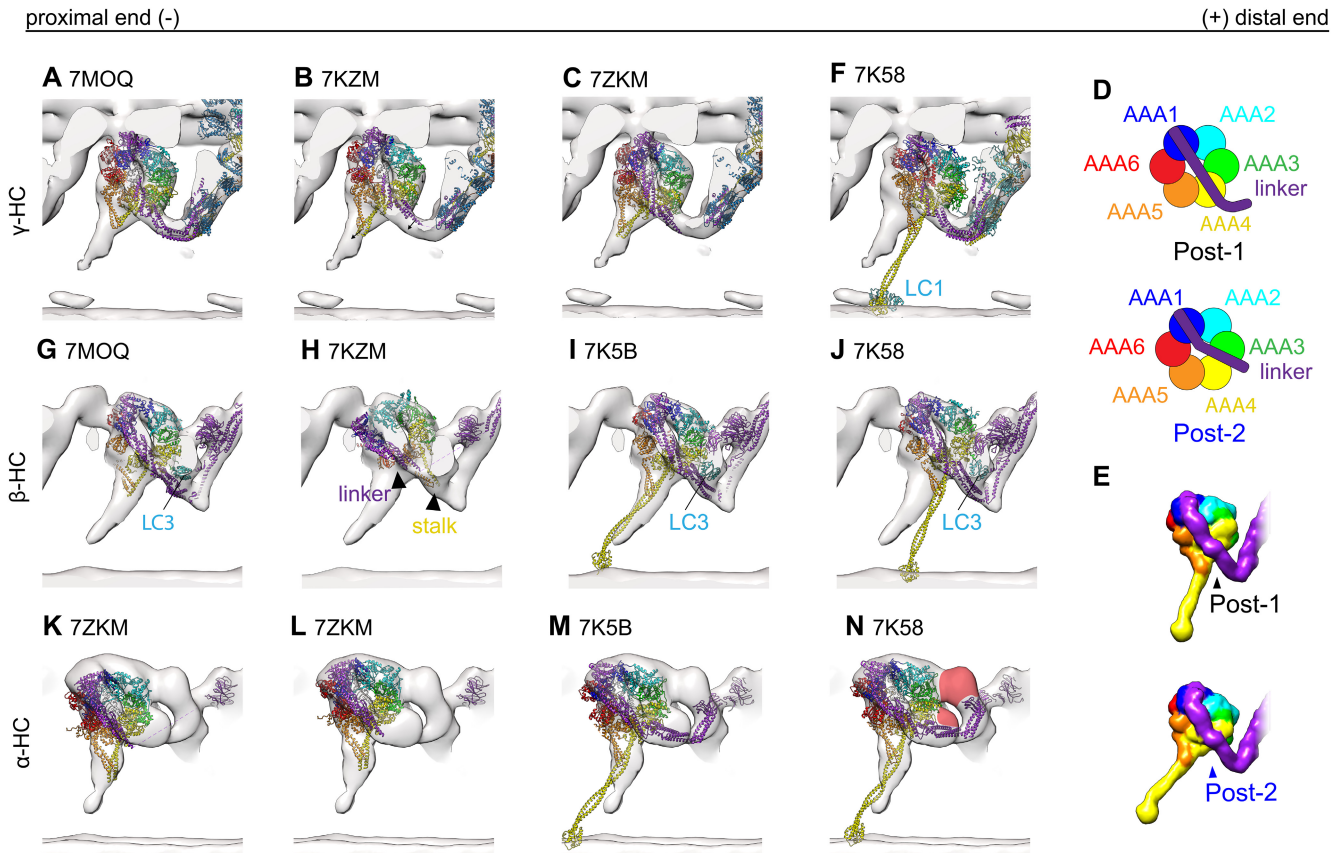 proximal end (-)
(+) distal end
A 7MOQ
B 7KZM
C 7ZKM
F 7K58
D
AAA1
AAA2
AAA6
AAA3
linker
AAA5
AAA4
Post-1
γ-HC
LC1
AAA1
AAA2
AAA6
AAA3
linker
AAA5
AAA4
Post-2
G 7MOQ
H 7KZM
I 7K5B
J 7K58
β-HC
LC3
linker
stalk
LC3
LC3
E
Post-1
K 7ZKM
L 7ZKM
M 7K5B
N 7K58
α-HC
Post-2